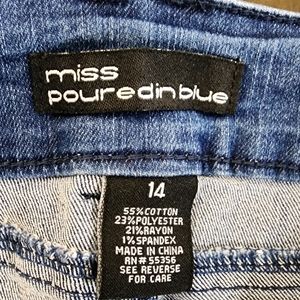 miss
pouredinblue
14
55%COTTON
23%POLYESTER
21%RAYON
1%SPANDEX
MADE IN CHINA
RN# 55356
SEE REVERSE
FOR CARE